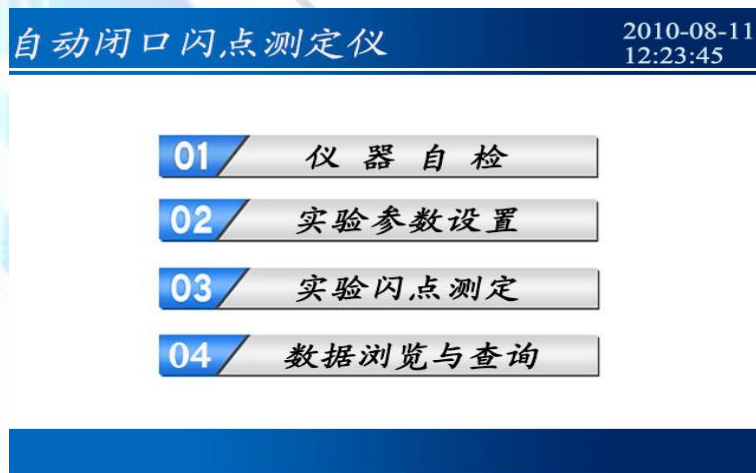 自动闭口闪点测定仪
2010-08-11
12:23:45
01 仪器自检
02 实验参数设置
03 实验闪点测定
04 数据浏览与查询